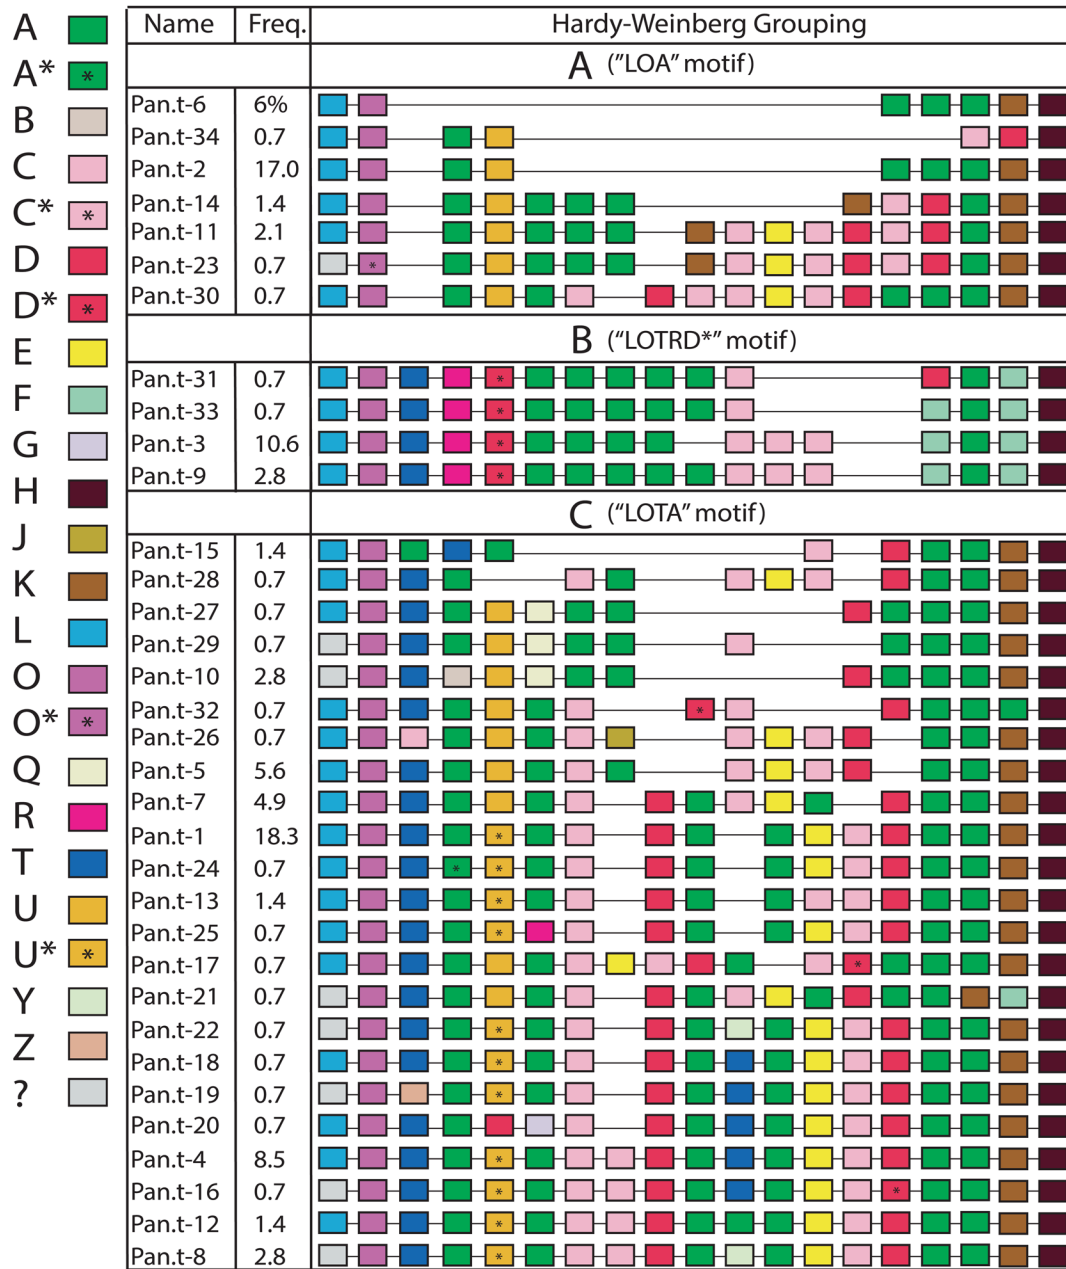 Name Freq. Hardy-Weinberg Grouping
A ("LOA" motif)
Pan.t-6 6%
Pan.t-34 0.7
Pan.t-2 17.0
Pan.t-14 1.4
Pan.t-11 2.1
Pan.t-23 0.7
*
Pan.t-30 0.7
B ("LOTRD*" motif)
Pan.t-31 0.7 *
Pan.t-33 0.7 *
Pan.t-3 10.6 *
Pan.t-9 2.8 *
C ("LOTA" motif)
Pan.t-15 1.4
Pan.t-28 0.7
Pan.t-27 0.7
Pan.t-29 0.7
Pan.t-10 2.8
Pan.t-32 0.7 *
Pan.t-26 0.7
Pan.t-5 5.6
Pan.t-7 4.9
Pan.t-1 18.3 *
Pan.t-24 0.7 * *
Pan.t-13 1.4 *
Pan.t-25 0.7 *
Pan.t-17 0.7 *
Pan.t-21 0.7
Pan.t-22 0.7 *
Pan.t-18 0.7 *
Pan.t-19 0.7 *
Pan.t-20 0.7
Pan.t-4 8.5 *
Pan.t-16 0.7 * *
Pan.t-12 1.4 *
Pan.t-8 2.8 *
A
A* *
B
C
C* *
D
D* *
E
F
G
H
J
K
L
O
O* *
Q
R
T
U
U* *
Y
Z
?